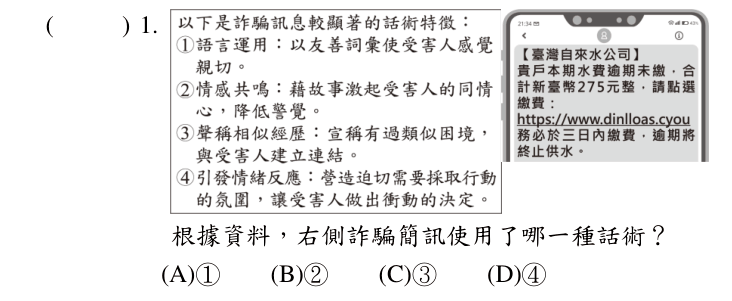 (　　) 1.
以下是詐騙訊息較顯著的話術特徵：
①語言運用：以友善詞彙使受害人感覺
親切。
②情感共鳴：藉故事激起受害人的同情
心，降低警覺。
③聲稱相似經歷：宣稱有過類似困境，
與受害人建立連結。
④引發情緒反應：營造迫切需要採取行動
的氛圍，讓受害人做出衝動的決定。
21:34
【臺灣自來水公司】
貴戶本期水費逾期未繳，合
計新臺幣275元整，請點選
繳費：
https://www.dinlloas.cyou
務必於三日內繳費，逾期將
終止供水。
根據資料，右側詐騙簡訊使用了哪一種話術？
(A)① (B)② (C)③ (D)④